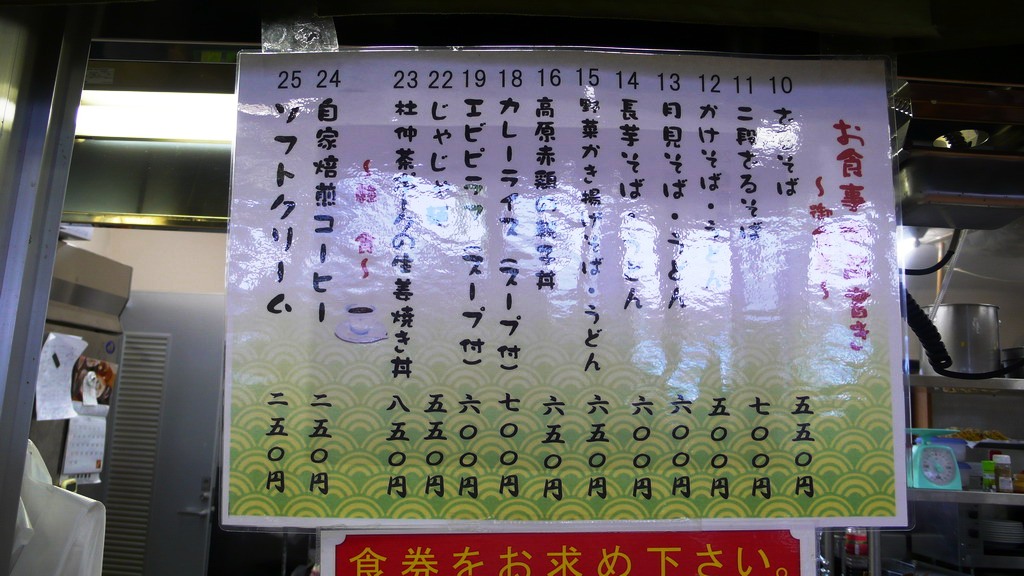 お食事
10 ざるそば 五五〇円
11 二段ざるそば 七〇〇円
12 かけそば・うどん 五〇〇円
13 月見そば・うどん 六〇〇円
14 長芋そば・うどん 六〇〇円
15 野菜かき揚げそば・うどん 六五〇円
16 高原赤鶏の親子丼 六五〇円
18 カレーライス（スープ付） 七〇〇円
19 エビピラフ（スープ付） 六〇〇円
22 じゃじゃ 五五〇円
23 杜仲茶の生姜焼き丼 八五〇円
〜軽食〜
24 自家焙煎コーヒー 二五〇円
25 ソフトクリーム 二五〇円
食券をお求め下さい。